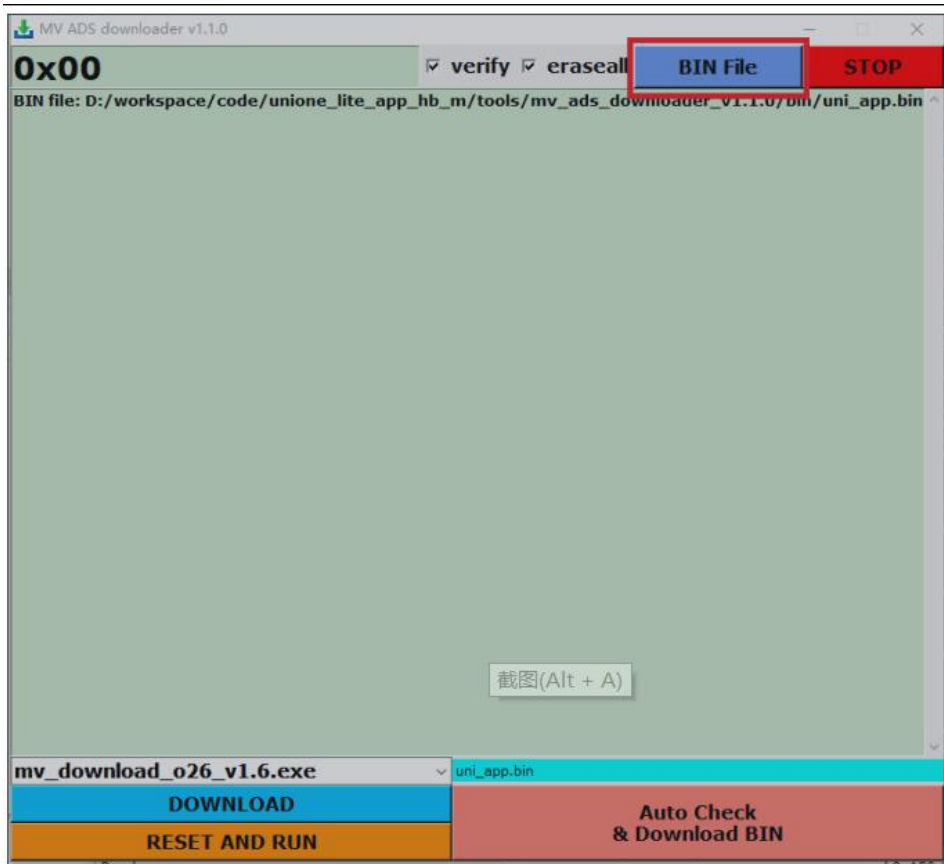 MV ADS downloader v1.1.0
0x00
verify
eraseall
BIN File
STOP
BIN file: D:/workspace/code/unione_lite_app_hb_m/tools/mv_ads_downloader_v1.1.0/bin/uni_app.bin
截图(Alt + A)
mv_download_o26_v1.6.exe
uni_app.bin
DOWNLOAD
RESET AND RUN
Auto Check
& Download BIN